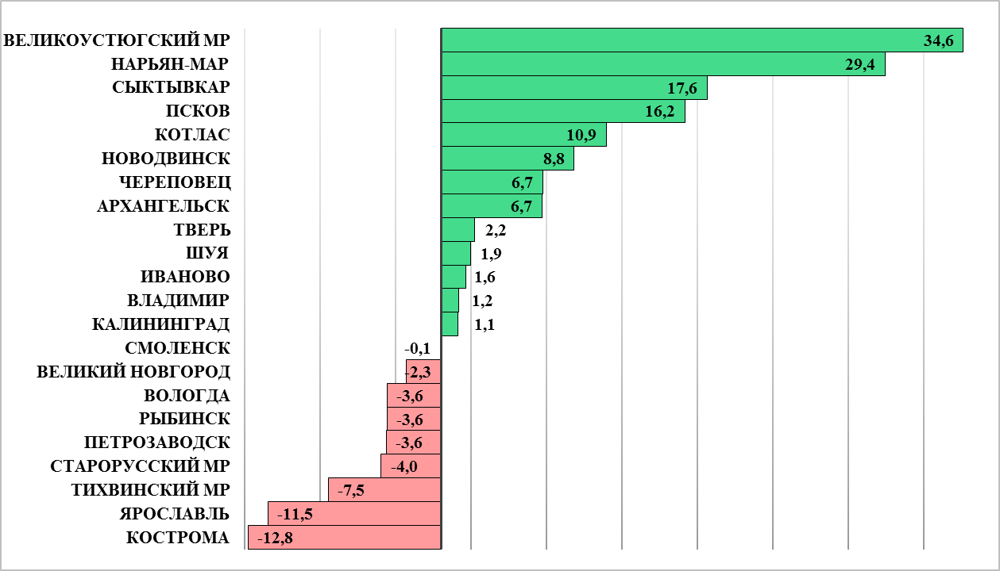 ВЕЛИКОУСТЮГСКИЙ МР 34,6
НАРЬЯН-МАР 29,4
СЫКТЫВКАР 17,6
ПСКОВ 16,2
КОТЛАС 10,9
НОВОДВИНСК 8,8
ЧЕРЕПОВЕЦ 6,7
АРХАНГЕЛЬСК 6,7
ТВЕРЬ 2,2
ШУЯ 1,9
ИВАНОВО 1,6
ВЛАДИМИР 1,2
КАЛИНИНГРАД 1,1
СМОЛЕНСК -0,1
ВЕЛИКИЙ НОВГОРОД -2,3
ВОЛОГДА -3,6
РЫБИНСК -3,6
ПЕТРОЗАВОДСК -3,6
СТАРОРУССКИЙ МР -4,0
ТИХВИНСКИЙ МР -7,5
ЯРОСЛАВЛЬ -11,5
КОСТРОМА -12,8